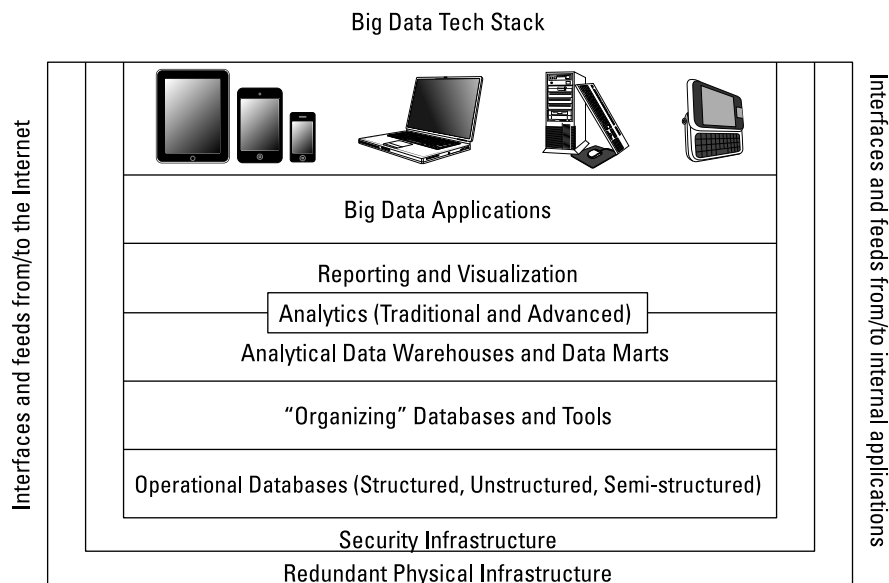 Big Data Tech Stack
Interfaces and feeds from/to the Internet
Interfaces and feeds from/to internal applications
Big Data Applications
Reporting and Visualization
Analytics (Traditional and Advanced)
Analytical Data Warehouses and Data Marts
“Organizing” Databases and Tools
Operational Databases (Structured, Unstructured, Semi-structured)
Security Infrastructure
Redundant Physical Infrastructure